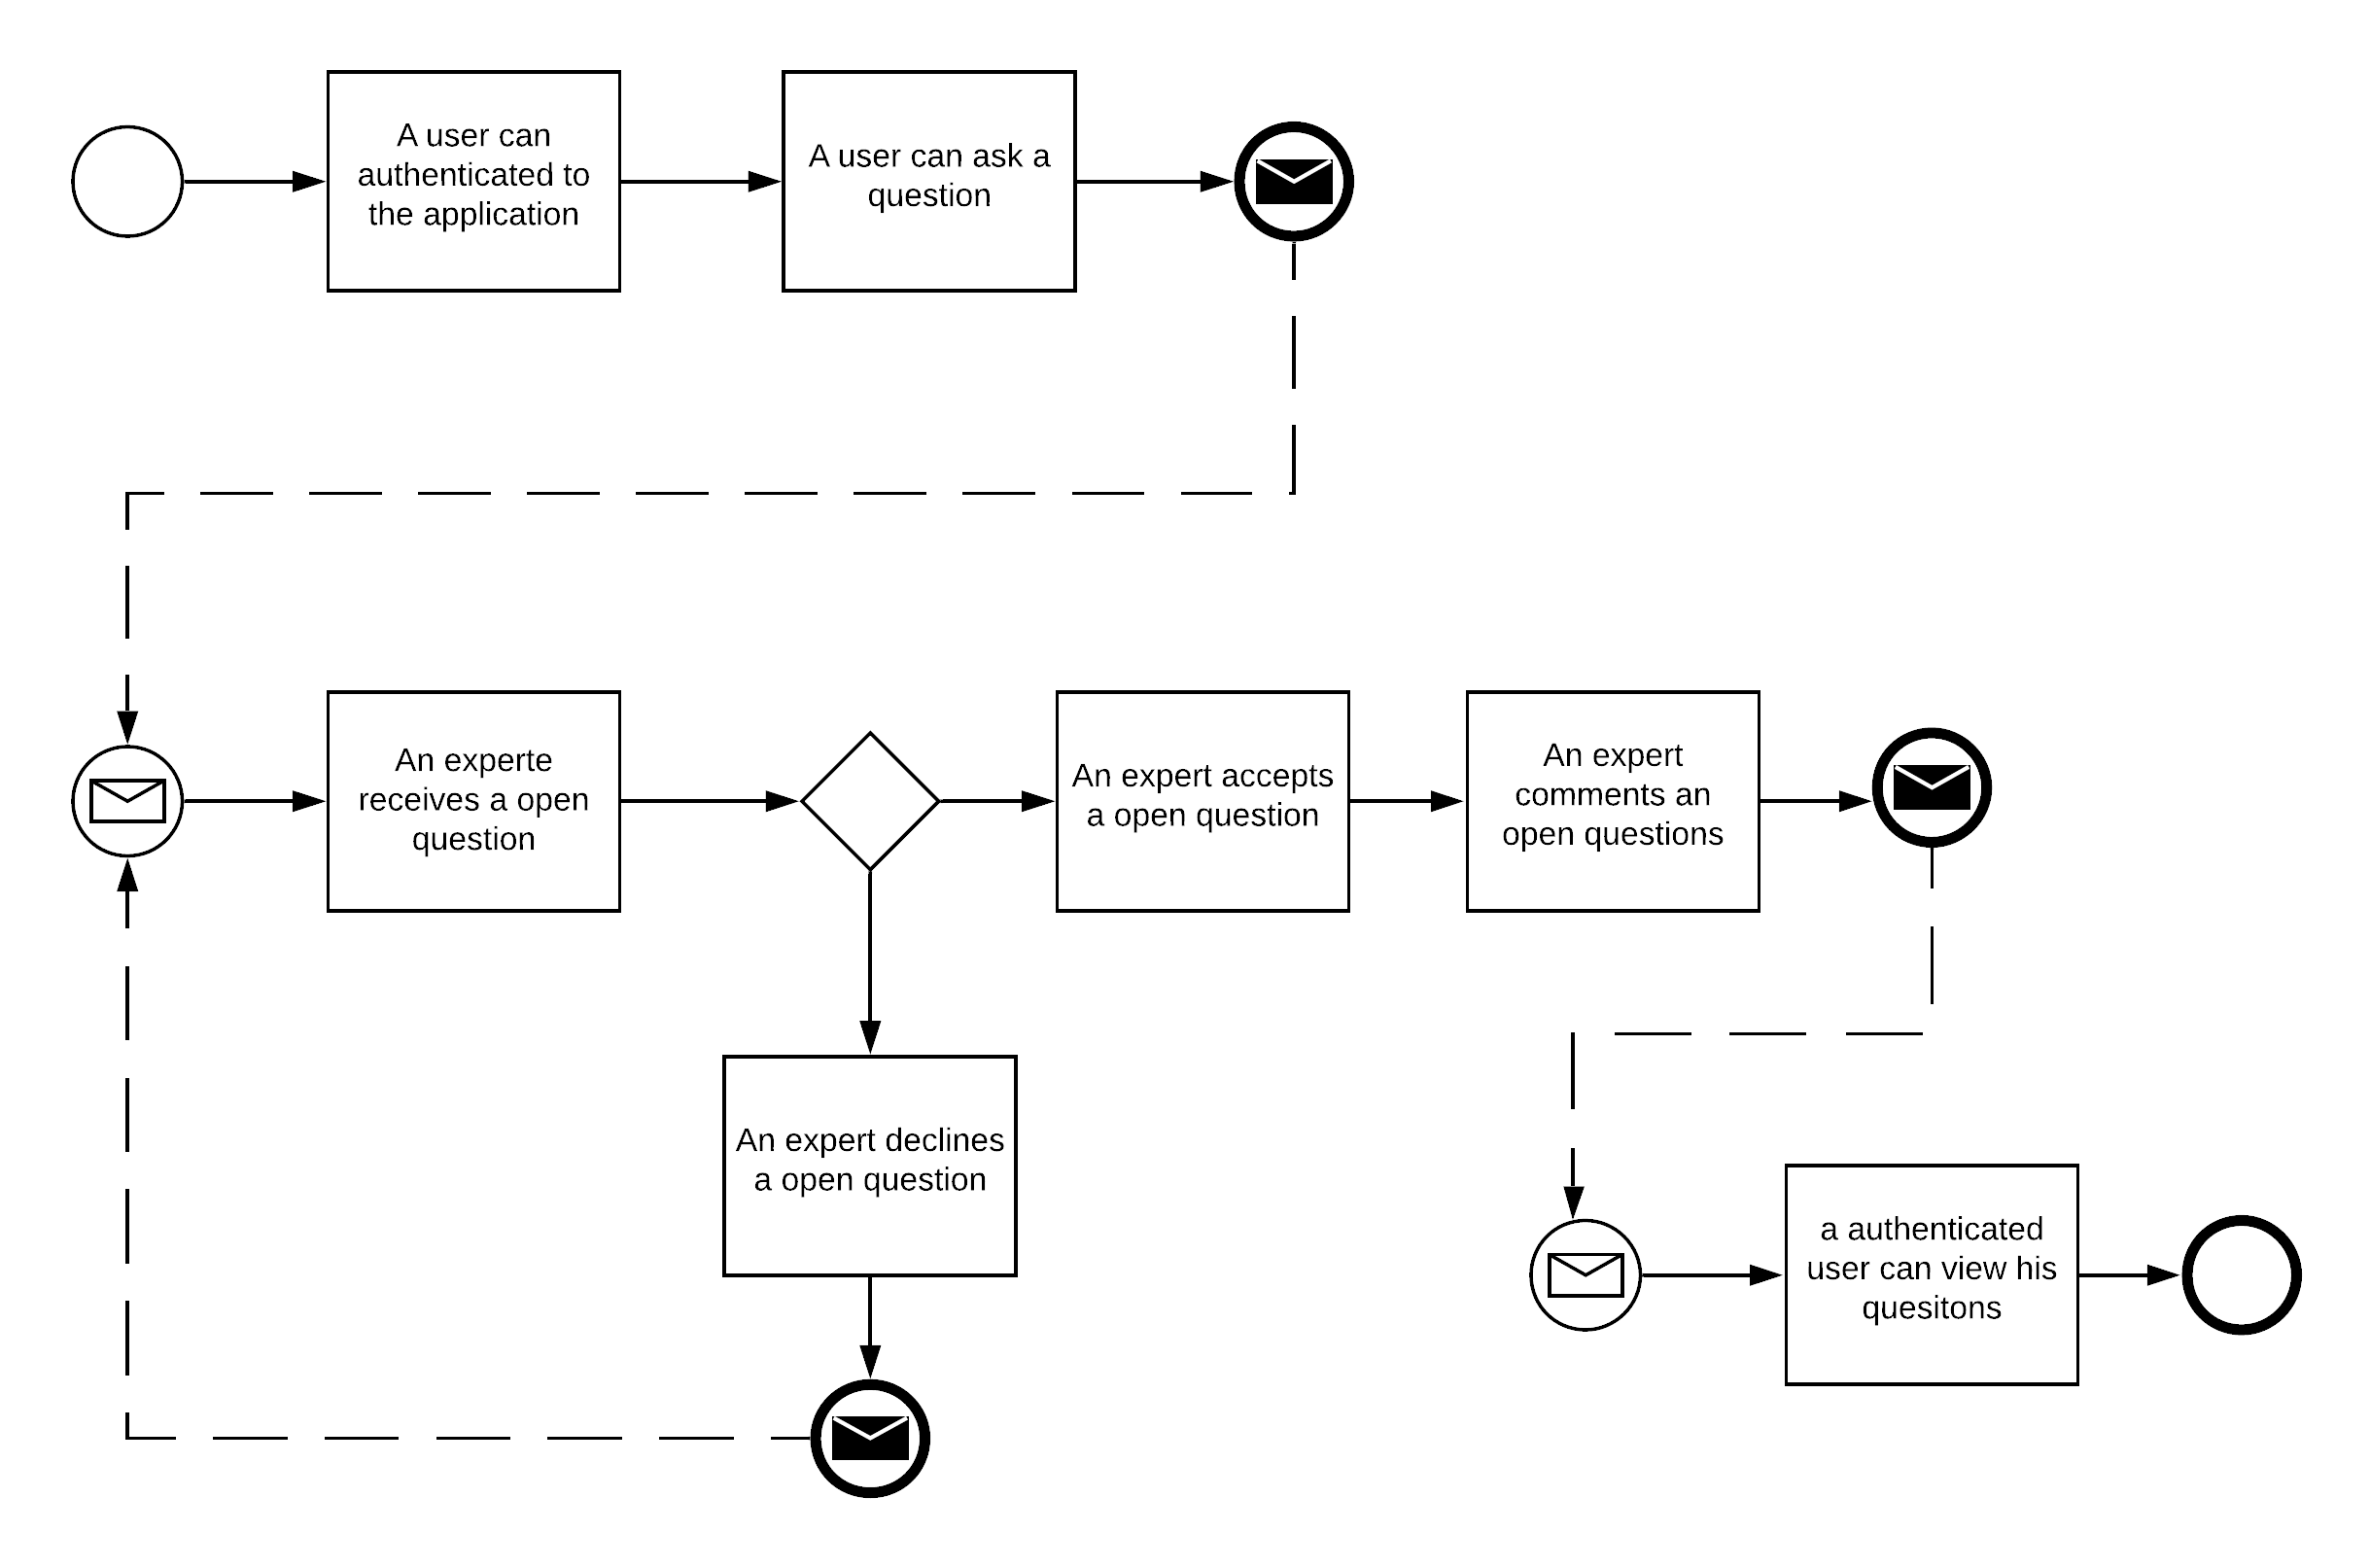 A user can
authenticated to
the application
A user can ask a
question
An experte
receives a open
question
An expert accepts
a open question
An expert
comments an
open questions
An expert declines
a open question
a authenticated
user can view his
quesitons